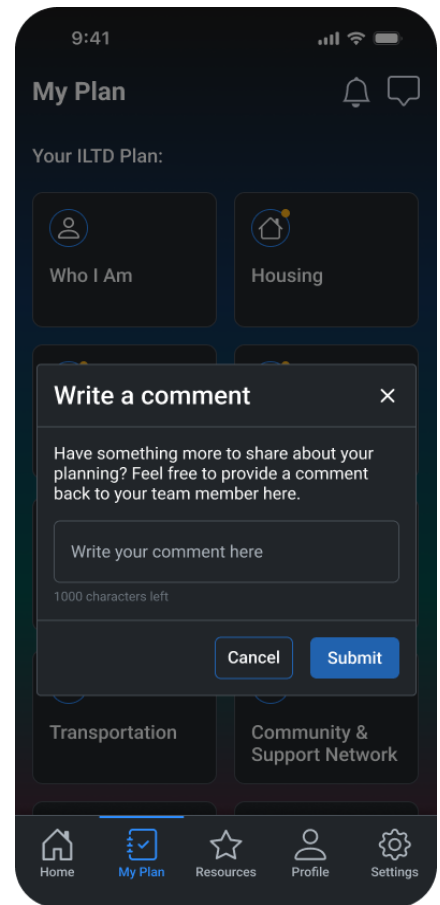 9:41
My Plan
Your ILTD Plan:
Who I Am
Housing
Write a comment
Have something more to share about your
planning? Feel free to provide a comment
back to your team member here.
Write your comment here
1000 characters left
Cancel
Submit
Transportation
Community &
Support Network
Home
My Plan
Resources
Profile
Settings